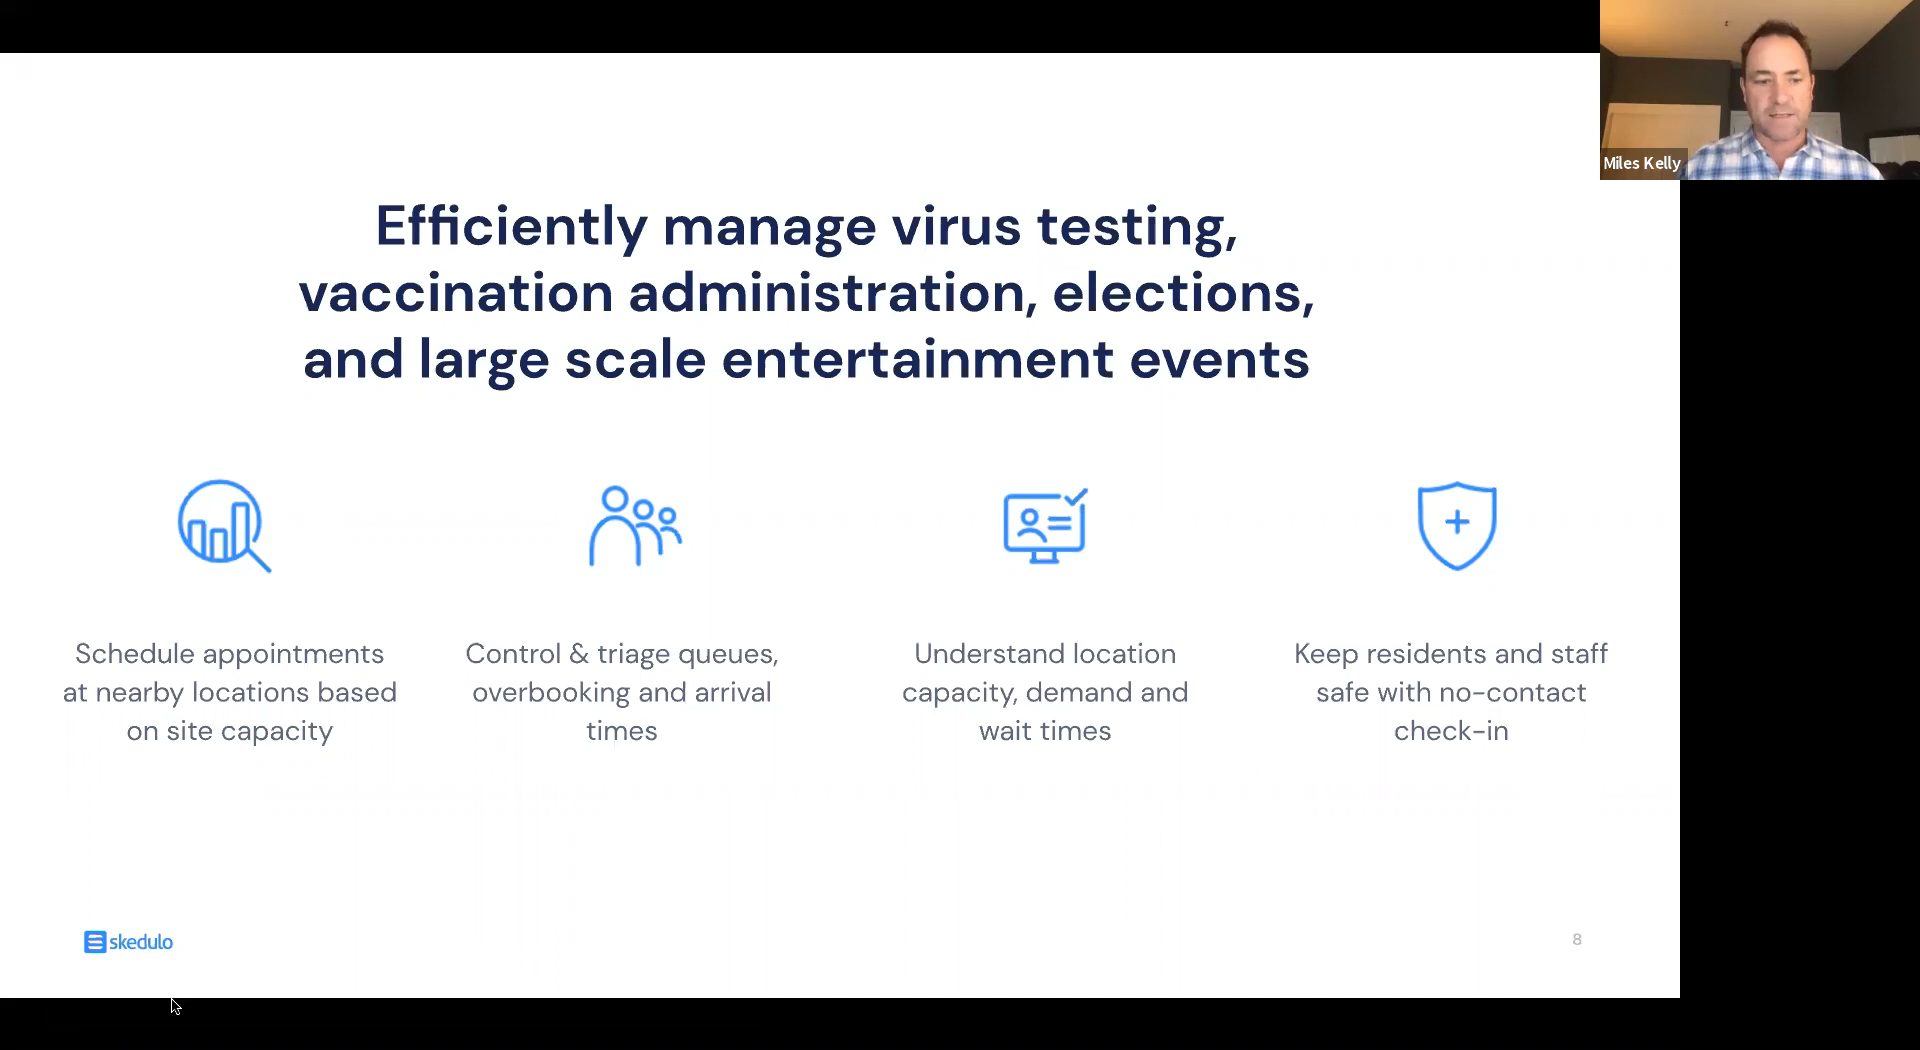 Miles Kelly
Efficiently manage virus testing,
vaccination administration, elections,
and large scale entertainment events
Schedule appointments
at nearby locations based
on site capacity
Control & triage queues,
overbooking and arrival
times
Understand location
capacity, demand and
wait times
Keep residents and staff
safe with no-contact
check-in
skedulo
8